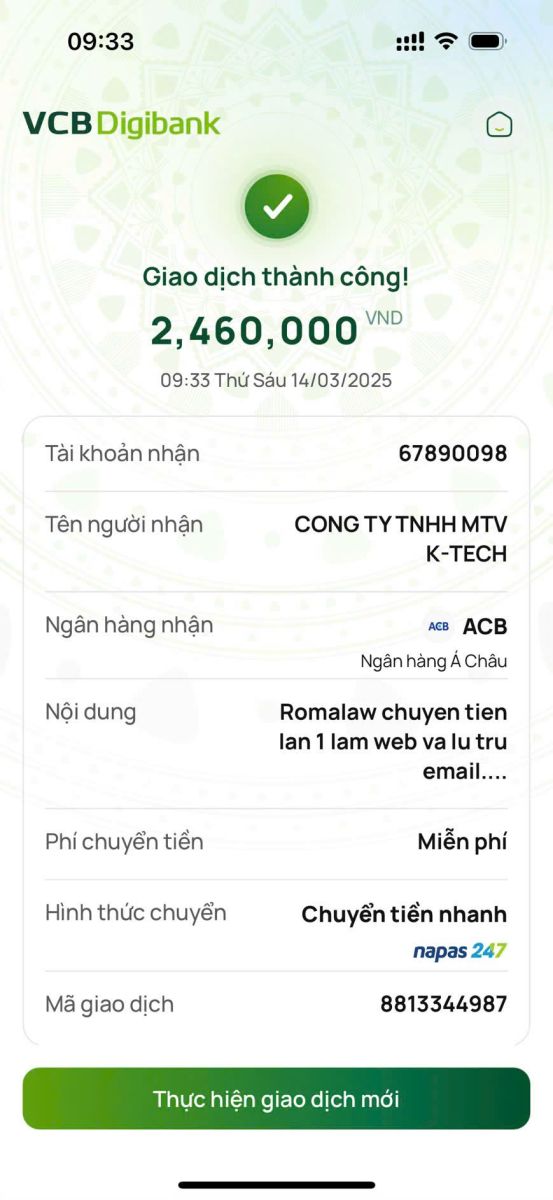 09:33
VCB Digibank
Giao dịch thành công!
2,460,000 VND
09:33 Thứ Sáu 14/03/2025
Tài khoản nhận 67890098
Tên người nhận CONG TY TNHH MTV
K-TECH
Ngân hàng nhận ACB ACB
Ngân hàng Á Châu
Nội dung Romalaw chuyen tien
lan 1 lam web va lu tru
email....
Phí chuyển tiền Miễn phí
Hình thức chuyển Chuyển tiền nhanh
napas 247
Mã giao dịch 8813344987
Thực hiện giao dịch mới